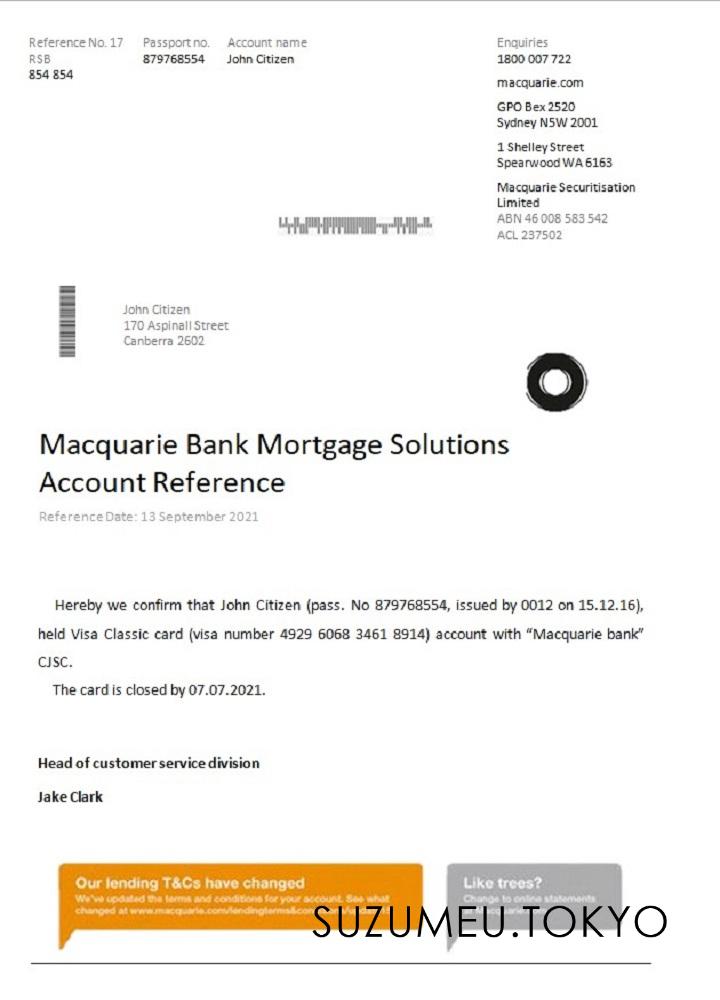 Reference No. 17 Passport no. Account name
RSB 879768554 John Citizen
854 854
Enquiries
1800 007 722
macquarie.com
GPO Bex 2520
Sydney N5W 2001
1 Shelley Street
Spearwood WA 6163
Macquarie Securitisation
Limited
ABN 46 008 583 542
ACL 237502
John Citizen
170 Aspinall Street
Canberra 2602
Macquarie Bank Mortgage Solutions
Account Reference
Reference Date: 13 September 2021
Hereby we confirm that John Citizen (pass. No 879768554, issued by 0012 on 15.12.16),
held Visa Classic card (visa number 4929 6068 3461 8914) account with “Macquarie bank”
CJSC.
The card is closed by 07.07.2021.
Head of customer service division
Jake Clark
Our lending T&Cs have changed
We've updated the terms and conditions for your account. See what
changed at www.macquarie.com/lendingterms&
Like trees?
Change to online statements
at
SUZUMEU.TOKYO